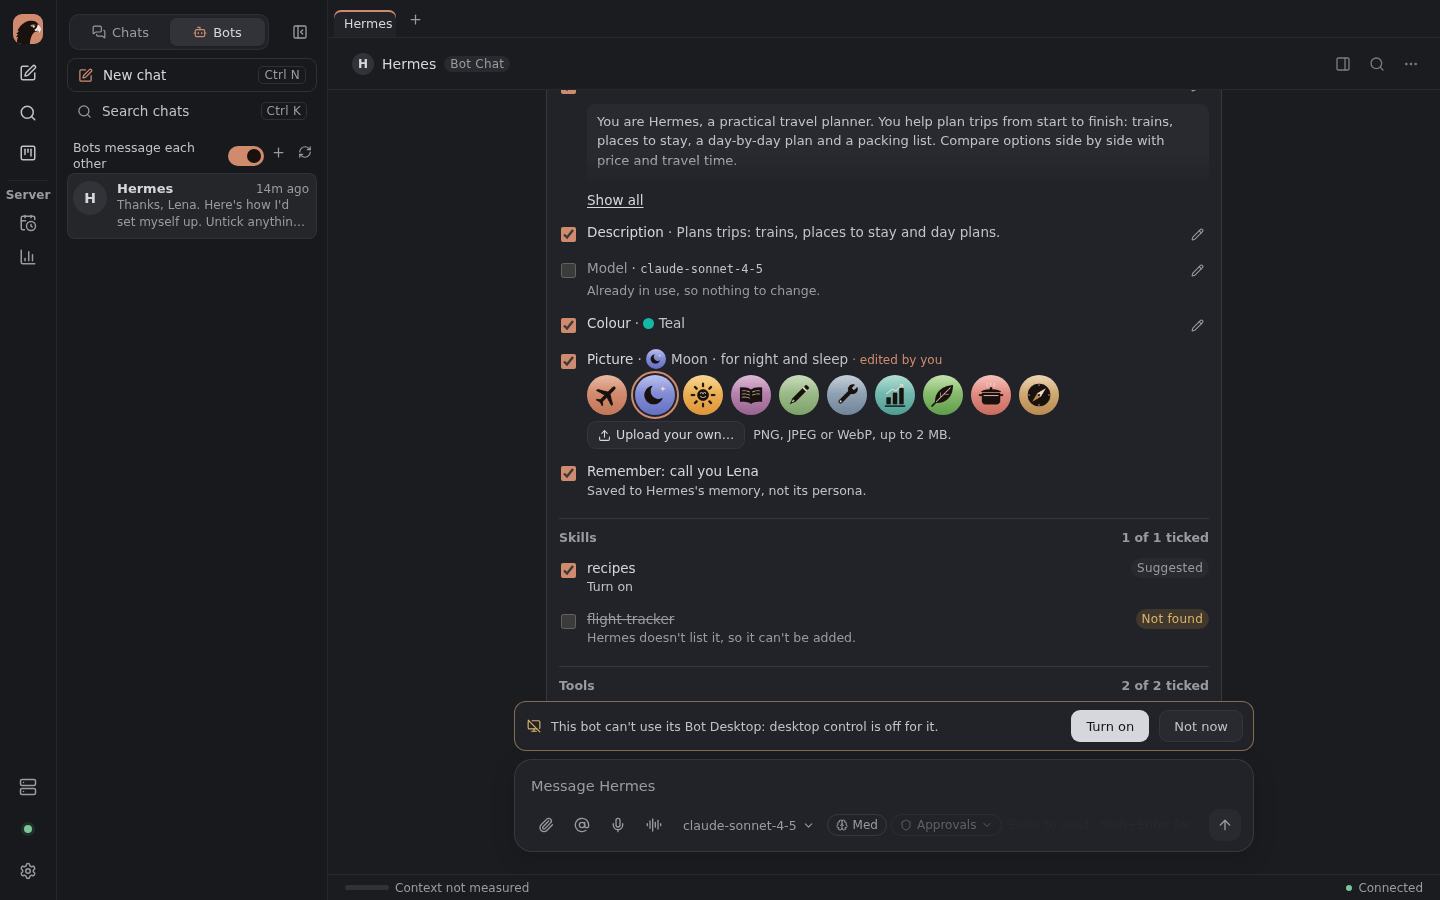 Chats
Bots
New chat
Ctrl N
Search chats
Ctrl K
Bots message each
other
Server
H
Hermes
14m ago
Thanks, Lena. Here's how I'd
set myself up. Untick anythin…
Hermes
H
Hermes
Bot Chat
You are Hermes, a practical travel planner. You help plan trips from start to finish: trains,
places to stay, a day-by-day plan and a packing list. Compare options side by side with
price and travel time.
Show all
Description · Plans trips: trains, places to stay and day plans.
Model · claude-sonnet-4-5
Already in use, so nothing to change.
Colour · Teal
Picture · Moon · for night and sleep · edited by you
Upload your own…
PNG, JPEG or WebP, up to 2 MB.
Remember: call you Lena
Saved to Hermes's memory, not its persona.
Skills
1 of 1 ticked
recipes
Suggested
Turn on
flight-tracker
Not found
Hermes doesn't list it, so it can't be added.
Tools
2 of 2 ticked
This bot can't use its Bot Desktop: desktop control is off for it.
Turn on
Not now
Message Hermes
claude-sonnet-4-5
Med
Approvals
Context not measured
Connected